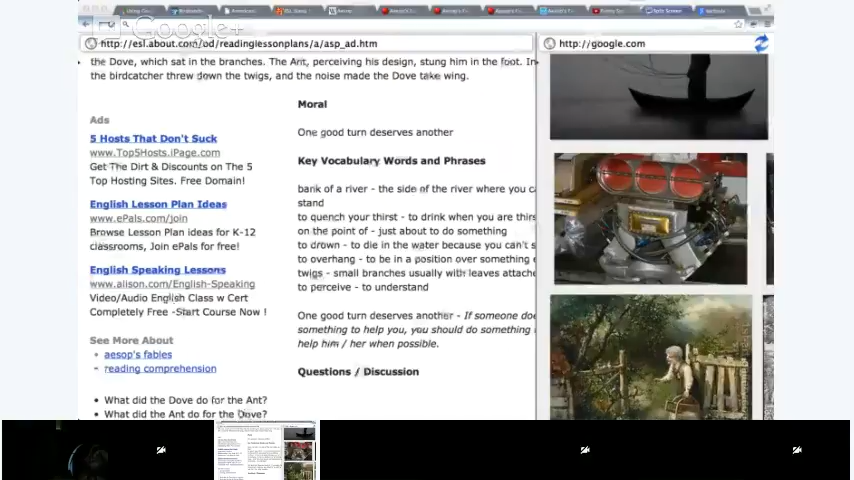 Google+
http://esl.about.com/od/readinglessonplans/a/asp_ad.htm
http://google.com
the Dove, which sat in the branches. The Ant, perceiving his design, stung him in the foot. In
the birdcatcher threw down the twigs, and the noise made the Dove take wing.
Ads
5 Hosts That Don't Suck
www.Top5Hosts.iPage.com
Get The Dirt & Discounts on The 5
Top Hosting Sites. Free Domain!
English Lesson Plan Ideas
www.ePals.com/join
Browse Lesson Plan ideas for K-12
classrooms, Join ePals for free!
English Speaking Lessons
www.alison.com/English-Speaking
Video/Audio English Class w Cert
Completely Free -Start Course Now !
See More About
• aesop's fables
• reading comprehension
Moral
One good turn deserves another
Key Vocabulary Words and Phrases
bank of a river - the side of the river where you ca
stand
to quench your thirst - to drink when you are thirs
on the point of - just about to do something
to drown - to die in the water because you can't s
to overhang - to be in a position over something
twigs - small branches usually with leaves attache
to perceive - to understand
One good turn deserves another - If someone doe
something to help you, you should do something
help him / her when possible.
Questions / Discussion
• What did the Dove do for the Ant?
• What did the Ant do for the Dove?